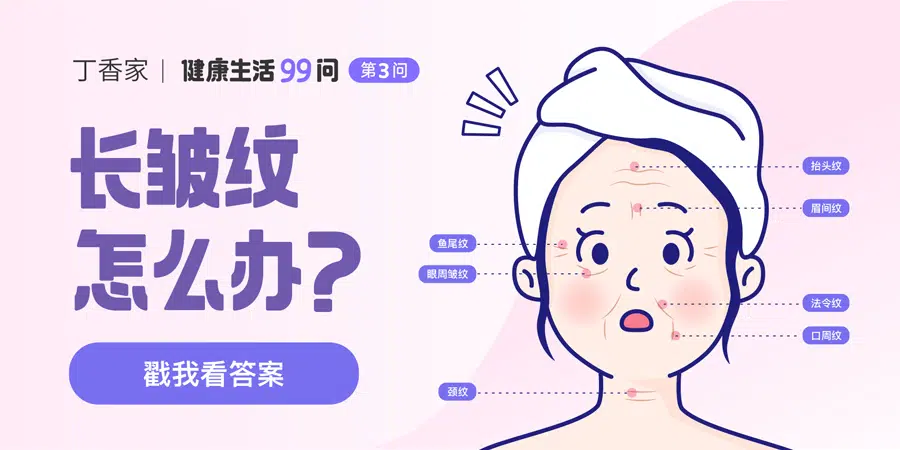 丁香家 | 健康生活99问 第3问
长皱纹
怎么办?
戳我看答案
抬头纹
眉间纹
鱼尾纹
眼周皱纹
法令纹
口周纹
颈纹